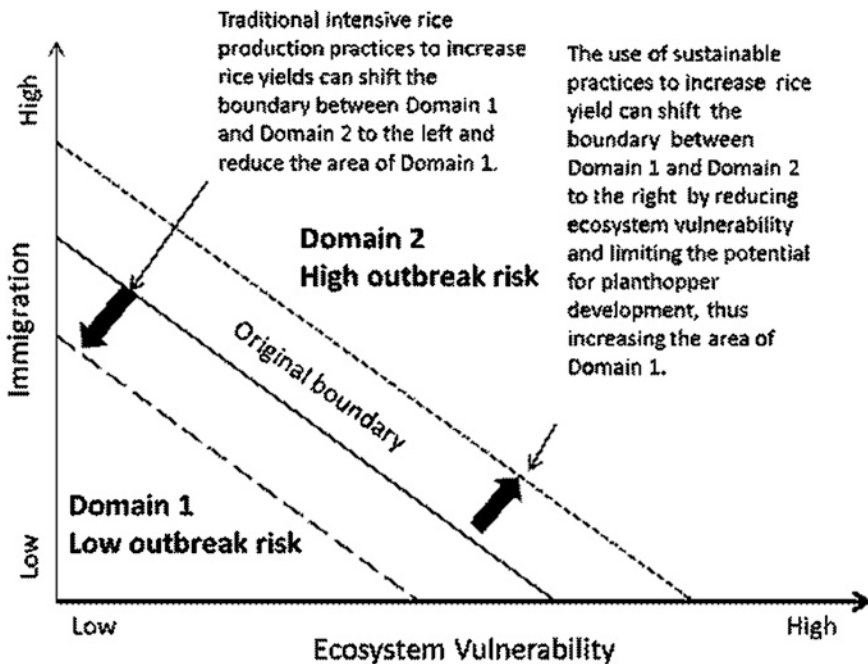 Traditional intensive rice
production practices to increase
rice yields can shift the
boundary between Domain 1
and Domain 2 to the left and
reduce the area of Domain 1.
The use of sustainable
practices to increase rice
yield can shift the
boundary between
Domain 1 and Domain 2
to the right by reducing
ecosystem vulnerability
and limiting the potential
for planthopper
development, thus
increasing the area of
Domain 1.
High
Immigration
Low
Domain 2
High outbreak risk
Original boundary
Domain 1
Low outbreak risk
Low
High
Ecosystem Vulnerability